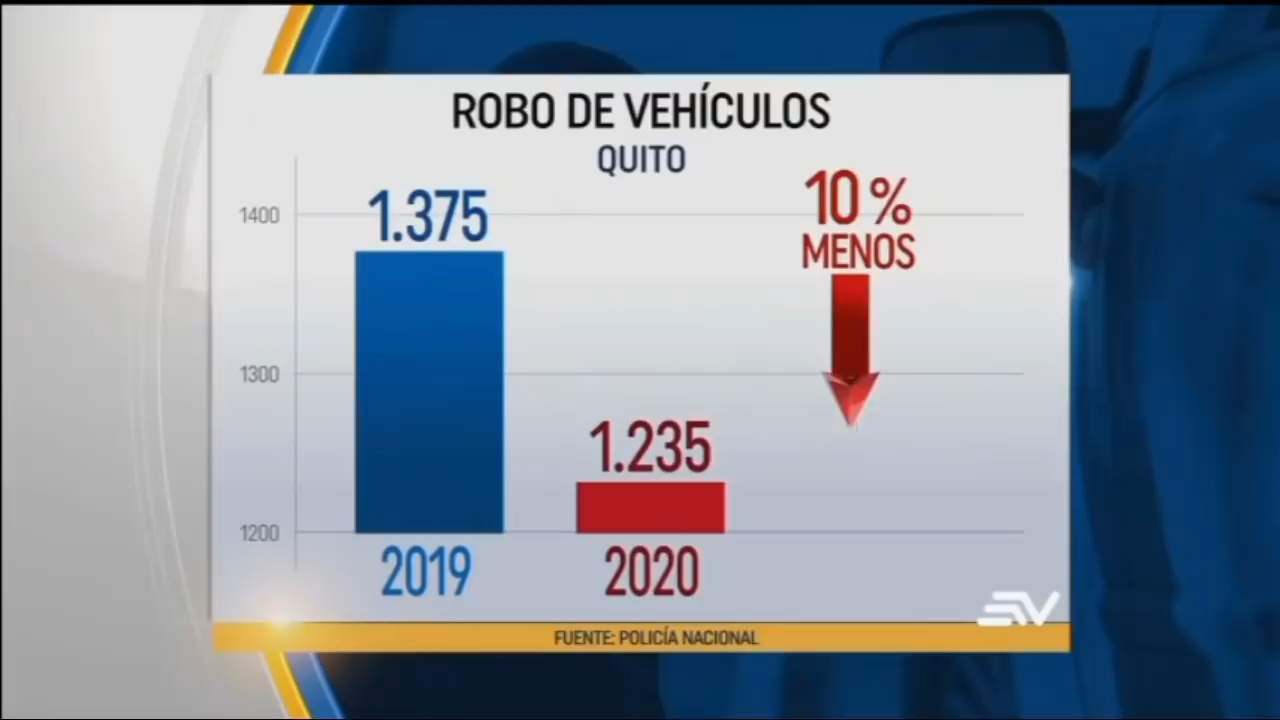 ROBO DE VEHÍCULOS
QUITO
1400
1300
1200
1.375
2019
1.235
2020
10 %
MENOS
FUENTE: POLICÍA NACIONAL